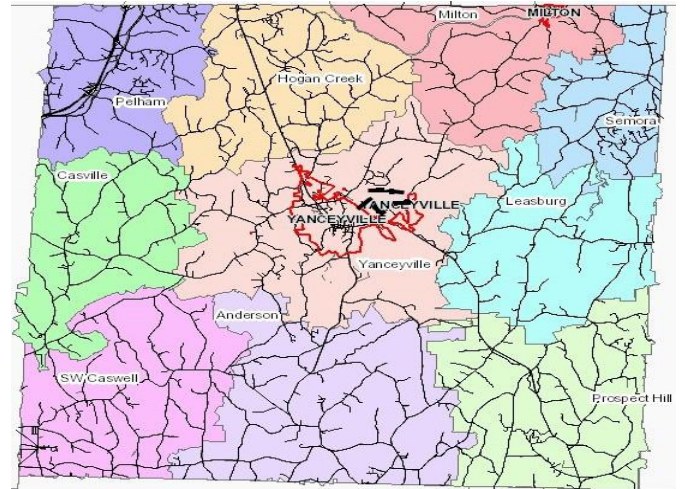 Milton
MILTON
Hogan Creek
Pelham
Semora
Casville
Leasburg
YANCEYVILLE
YANCEYVILLE
Yanceyville
Anderson
SW Caswell
Prospect Hill